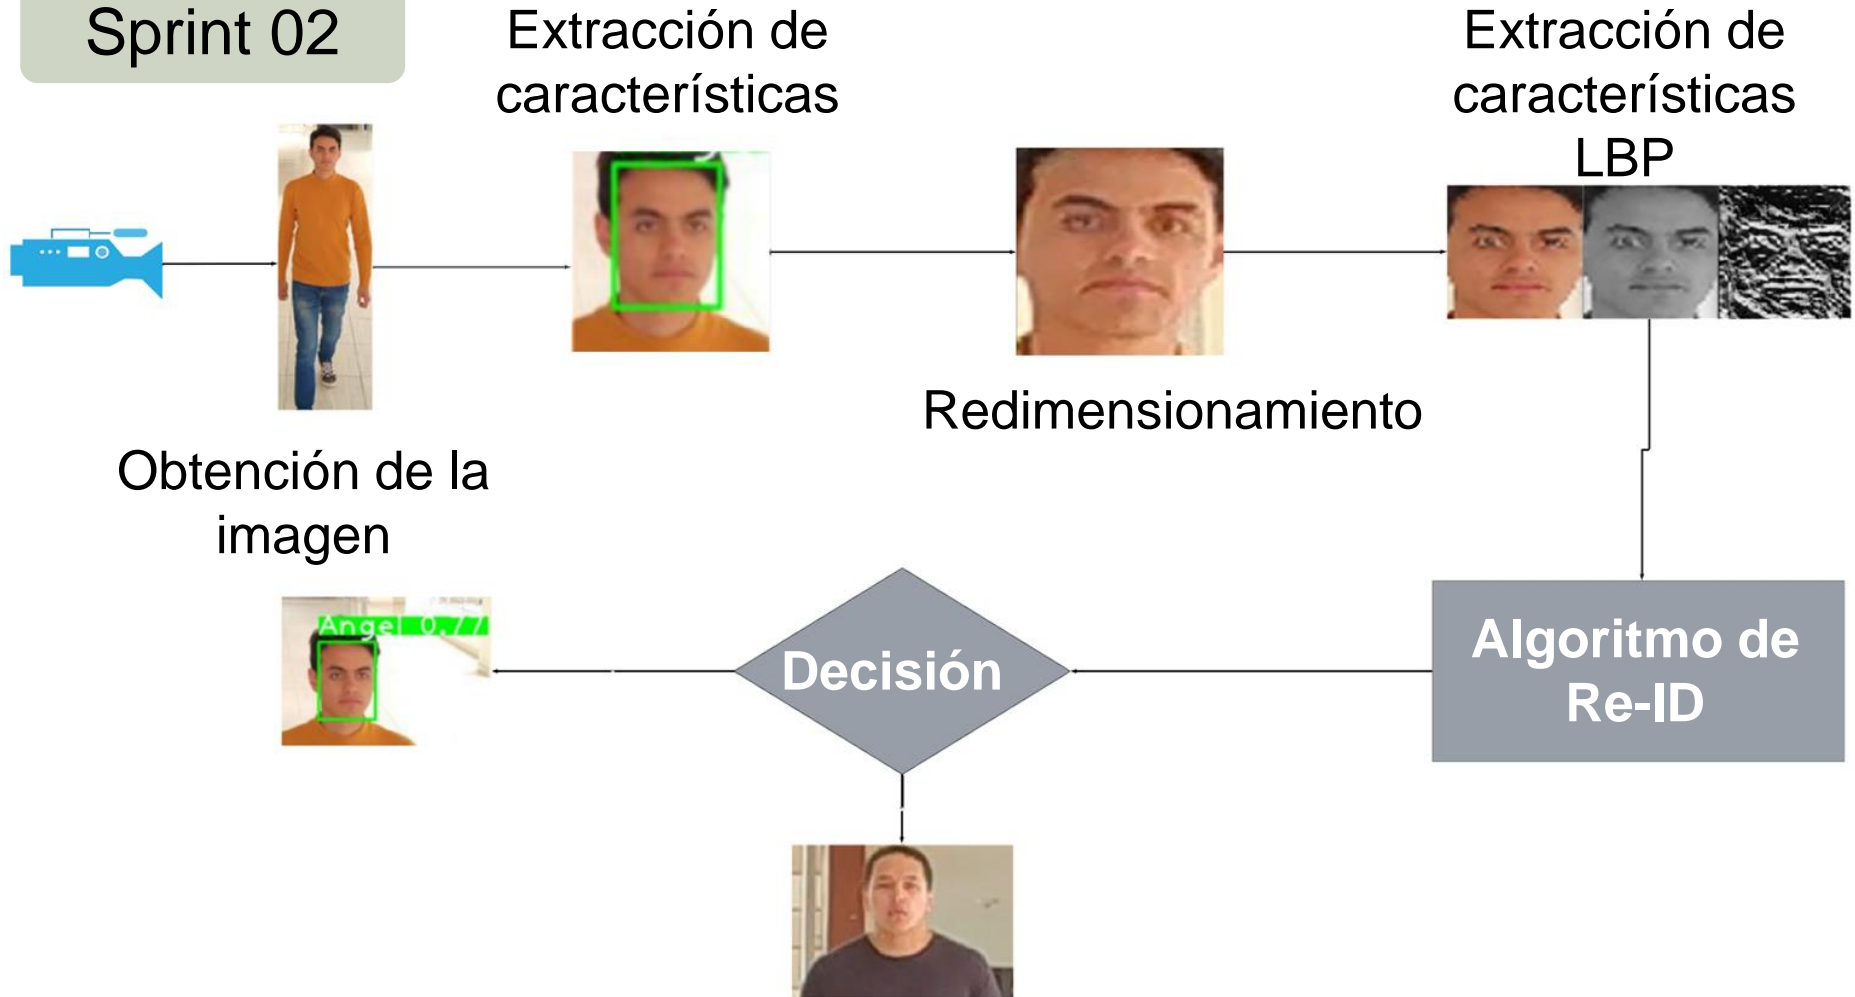 Sprint 02
Extracción de
características
Extracción de
características
LBP
Redimensionamiento
Obtención de la
imagen
Angel 0.77
Decisión
Algoritmo de
Re-ID